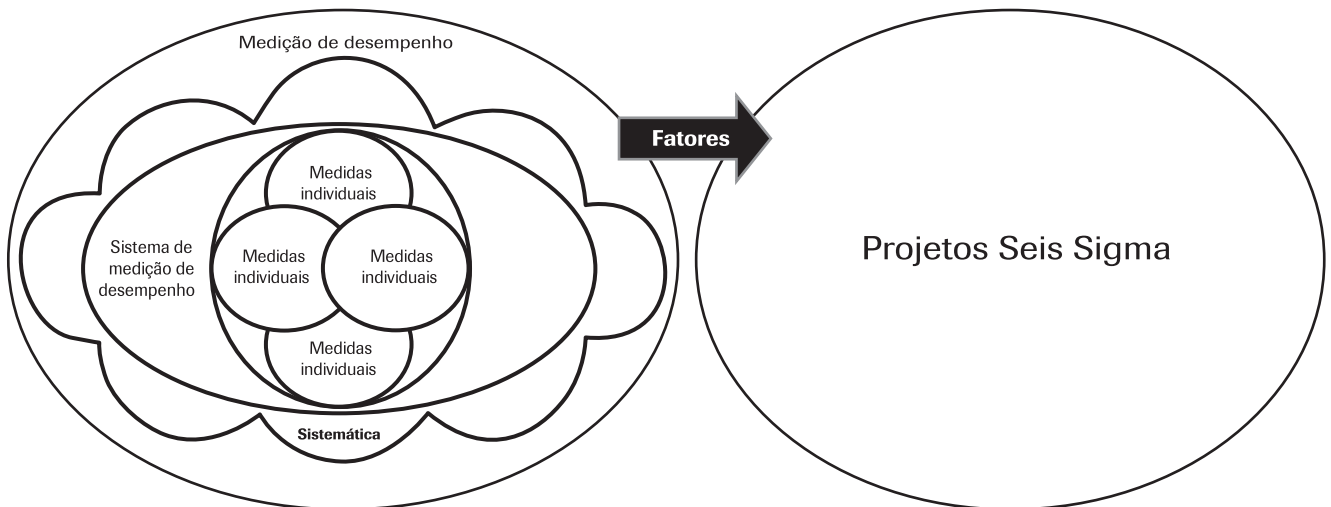 Medição de desempenho
Fatores
Medidas
individuais
Sistema de
medição de
desempenho
Medidas
individuais
Medidas
individuais
Medidas
individuais
Sistemática
Projetos Seis Sigma